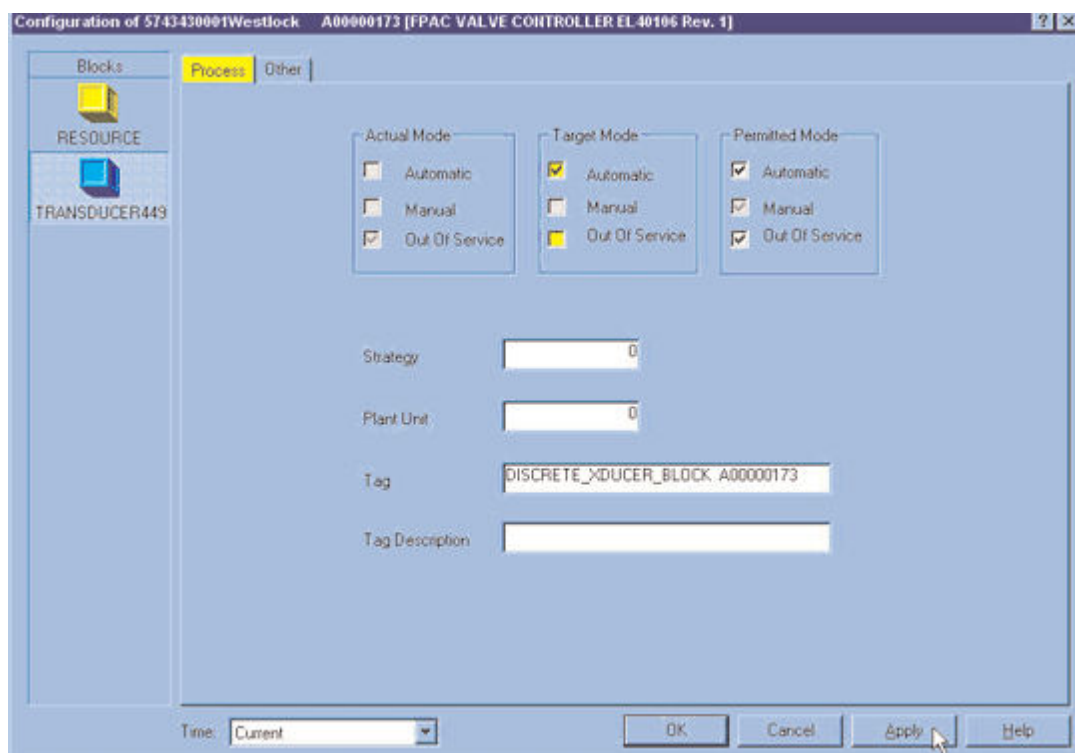 Configuration of 5743430001Westlock A00000173 [FPAC VALVE CONTROLLER EL40106 Rev. 1]
? X
Blocks
RESOURCE
TRANSDUCER449
Process
Other
Actual Mode
Automatic
Manual
Out Of Service
Target Mode
Automatic
Manual
Out Of Service
Permitted Mode
Automatic
Manual
Out Of Service
Strategy 0
Plant Unit 0
Tag DISCRETE_XDUCER_BLOCK A00000173
Tag Description
Time: Current
OK
Cancel
Apply
Help